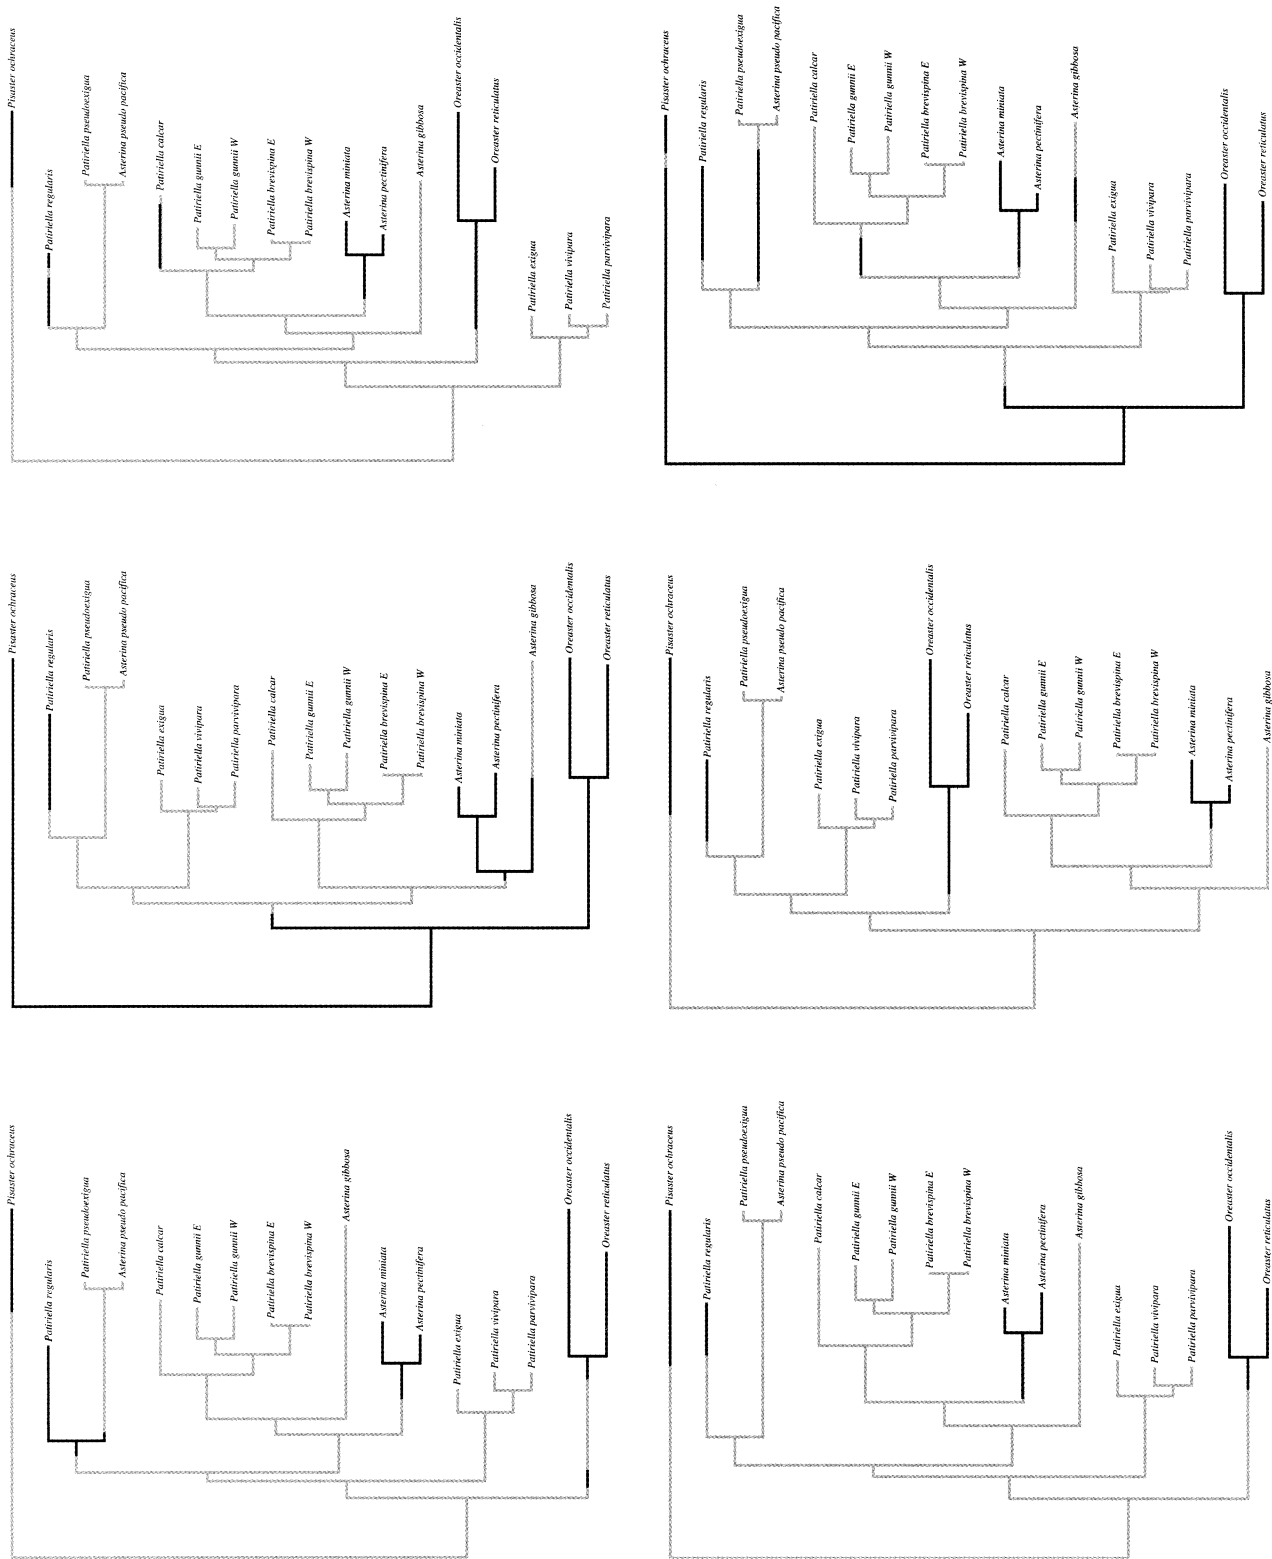 Pisaster ochraceus
Patiriella regularis
Patiriella pseudoexigua
Asterina pseudo pacifica
Patiriella calcar
Patiriella gunnii E
Patiriella gunnii W
Patiriella brevispina E
Patiriella brevispina W
Asterina miniata
Asterina pectinifera
Asterina gibbosa
Oreaster occidentalis
Oreaster reticulatus
Patiriella exigua
Patiriella vivipara
Patiriella parvivipara
Pisaster ochraceus
Patiriella regularis
Patiriella pseudoexigua
Asterina pseudo pacifica
Patiriella calcar
Patiriella gunnii E
Patiriella gunnii W
Patiriella brevispina E
Patiriella brevispina W
Asterina miniata
Asterina pectinifera
Asterina gibbosa
Patiriella exigua
Patiriella vivipara
Patiriella parvivipara
Oreaster occidentalis
Oreaster reticulatus
Pisaster ochraceus
Patiriella regularis
Patiriella pseudoexigua
Asterina pseudo pacifica
Patiriella exigua
Patiriella vivipara
Patiriella parvivipara
Patiriella calcar
Patiriella gunnii E
Patiriella gunnii W
Patiriella brevispina E
Patiriella brevispina W
Asterina miniata
Asterina pectinifera
Asterina gibbosa
Oreaster occidentalis
Oreaster reticulatus
Pisaster ochraceus
Patiriella regularis
Patiriella pseudoexigua
Asterina pseudo pacifica
Patiriella exigua
Patiriella vivipara
Patiriella parvivipara
Oreaster occidentalis
Oreaster reticulatus
Patiriella calcar
Patiriella gunnii E
Patiriella gunnii W
Patiriella brevispina E
Patiriella brevispina W
Asterina miniata
Asterina pectinifera
Asterina gibbosa
Pisaster ochraceus
Patiriella regularis
Patiriella pseudoexigua
Asterina pseudo pacifica
Patiriella calcar
Patiriella gunnii E
Patiriella gunnii W
Patiriella brevispina E
Patiriella brevispina W
Asterina gibbosa
Asterina miniata
Asterina pectinifera
Patiriella exigua
Patiriella vivipara
Patiriella parvivipara
Oreaster occidentalis
Oreaster reticulatus
Pisaster ochraceus
Patiriella regularis
Patiriella pseudoexigua
Asterina pseudo pacifica
Patiriella calcar
Patiriella gunnii E
Patiriella gunnii W
Patiriella brevispina E
Patiriella brevispina W
Asterina miniata
Asterina pectinifera
Asterina gibbosa
Patiriella exigua
Patiriella vivipara
Patiriella parvivipara
Oreaster occidentalis
Oreaster reticulatus